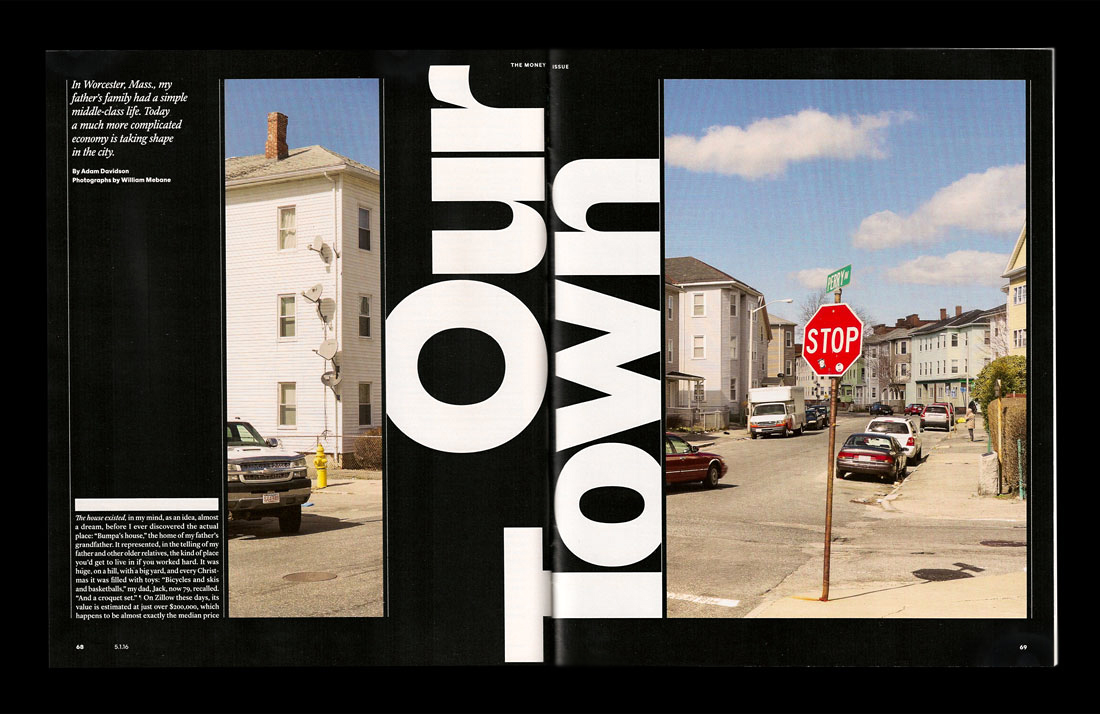 THE MONEY ISSUE
In Worcester, Mass., my
father's family had a simple
middle-class life. Today
a much more complicated
economy is taking shape
in the city.
By Adam Davidson
Photographs by William Mebane
Our
Town
PERRY AV
STOP
The house existed, in my mind, as an idea, almost
a dream, before I ever discovered the actual
place: “Bumpa's house,” the home of my father's
grandfather. It represented, in the telling of my
father and other older relatives, the kind of place
you'd get to live in if you worked hard. It was
huge, on a hill, with a big yard, and every Christ-
mas it was filled with toys: “Bicycles and skis
and basketballs,” my dad, Jack, now 79, recalled.
“And a croquet set.” ¶ On Zillow these days, its
value is estimated at just over $200,000, which
happens to be almost exactly the median price
68
5.1.16
69